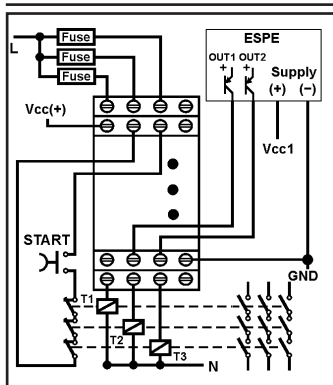 ESPE
L
Fuse
Fuse
Fuse
OUT1 OUT2
+ +
Supply
(+) (−)
Vcc(+)
Vcc1
START
GND
T1
T2
T3
N